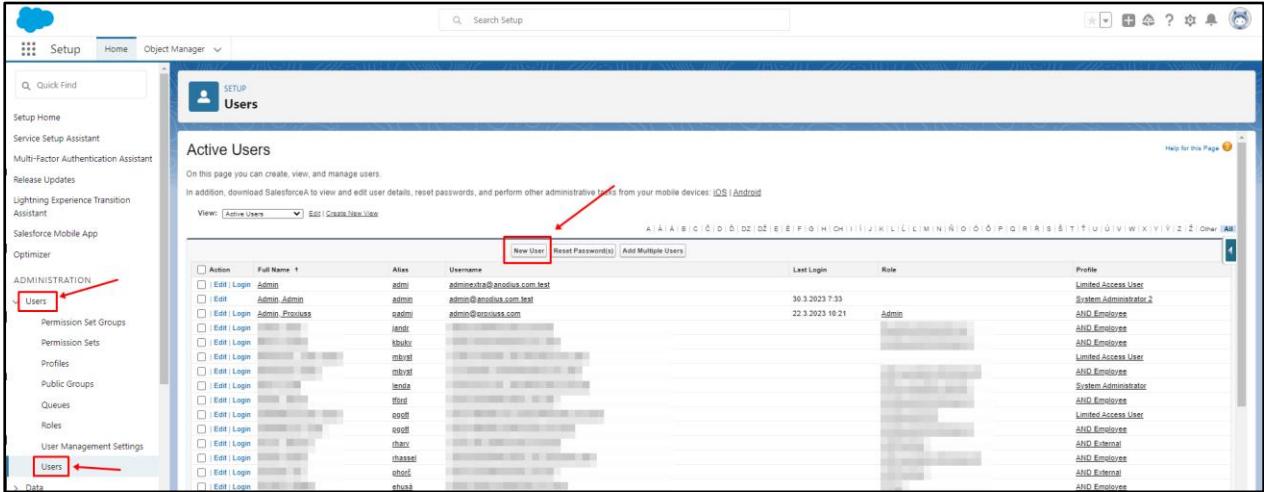 Search Setup
Setup Home Object Manager
Quick Find
Setup Home
Service Setup Assistant
Multi-Factor Authentication Assistant
Release Updates
Lightning Experience Transition
Assistant
Salesforce Mobile App
Optimizer
ADMINISTRATION
Users
Permission Set Groups
Permission Sets
Profiles
Public Groups
Queues
Roles
User Management Settings
Users
Data
SETUP
Users
Active Users
Help for this Page
On this page you can create, view, and manage users.
In addition, download SalesforceA to view and edit user details, reset passwords, and perform other administrative tasks from your mobile devices: iOS | Android
View: Active Users Edit | Create New View
New User Reset Password(s) Add Multiple Users
Action Full Name ↑ Alias Username Last Login Role Profile
Edit | Login Admin admi adminextra@anodius.com.test Limited Access User
Edit Admin, Admin admin admin@anodius.com.test 30.3.2023 7:33 System Administrator 2
Edit | Login Admin, Proxiuss padmi admin@proxiuss.com 22.3.2023 10:21 Admin AND Employee
Edit | Login jandr AND Employee
Edit | Login kbuky AND Employee
Edit | Login mbyst Limited Access User
Edit | Login mbyst AND Employee
Edit | Login lenda System Administrator
Edit | Login tford AND Employee
Edit | Login pgott Limited Access User
Edit | Login pgott AND Employee
Edit | Login rharv AND External
Edit | Login rhassel AND Employee
Edit | Login phorč AND External
Edit | Login ehusá AND Employee